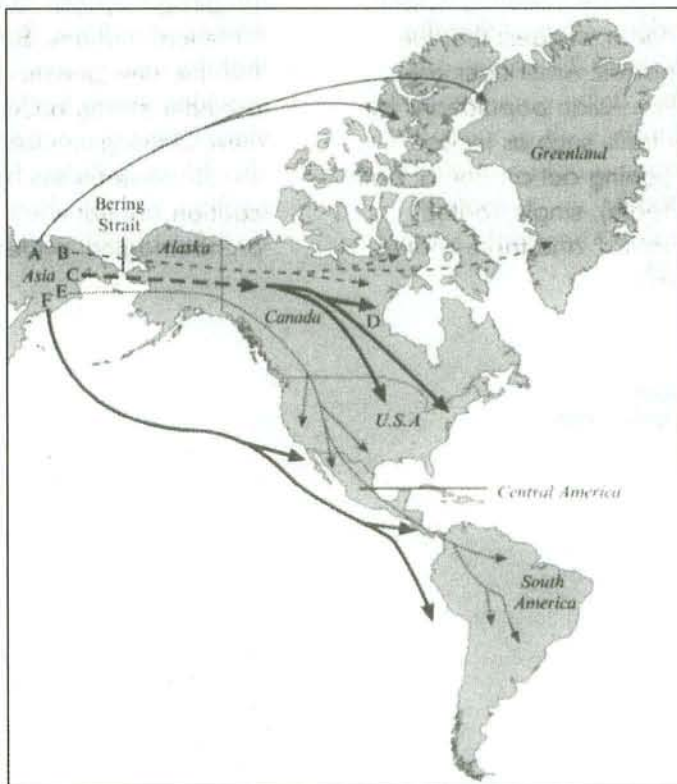 Greenland
Bering
Strait
Alaska
A B
C
Asia
E
F
Canada
D
U.S.A
Central America
South
America